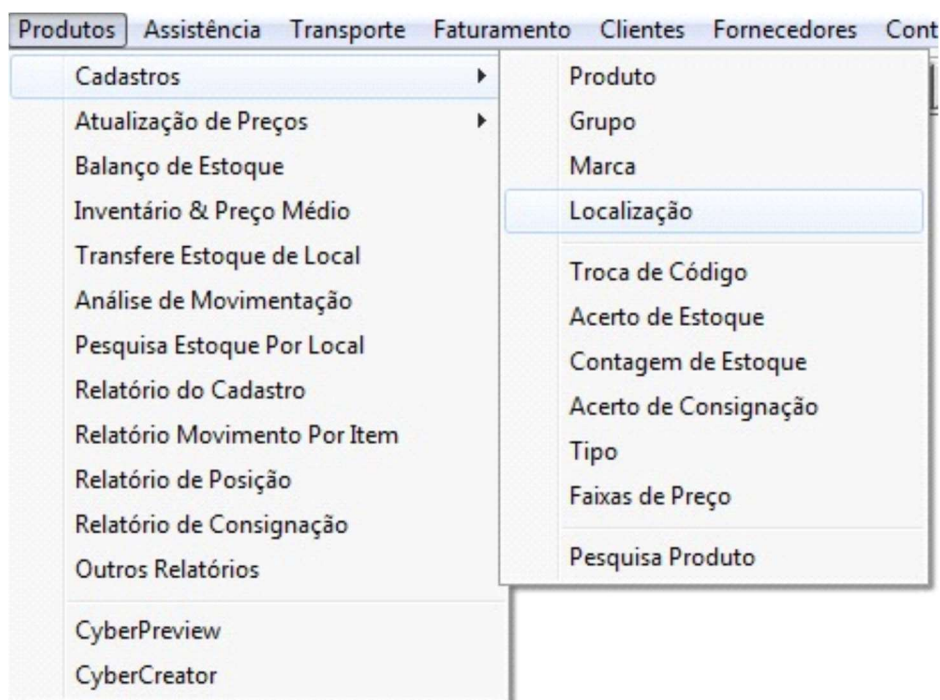 Produtos Assistência Transporte Faturamento Clientes Fornecedores Cont
Cadastros
Atualização de Preços
Balanço de Estoque
Inventário & Preço Médio
Transfere Estoque de Local
Análise de Movimentação
Pesquisa Estoque Por Local
Relatório do Cadastro
Relatório Movimento Por Item
Relatório de Posição
Relatório de Consignação
Outros Relatórios
CyberPreview
CyberCreator
Produto
Grupo
Marca
Localização
Troca de Código
Acerto de Estoque
Contagem de Estoque
Acerto de Consignação
Tipo
Faixas de Preço
Pesquisa Produto